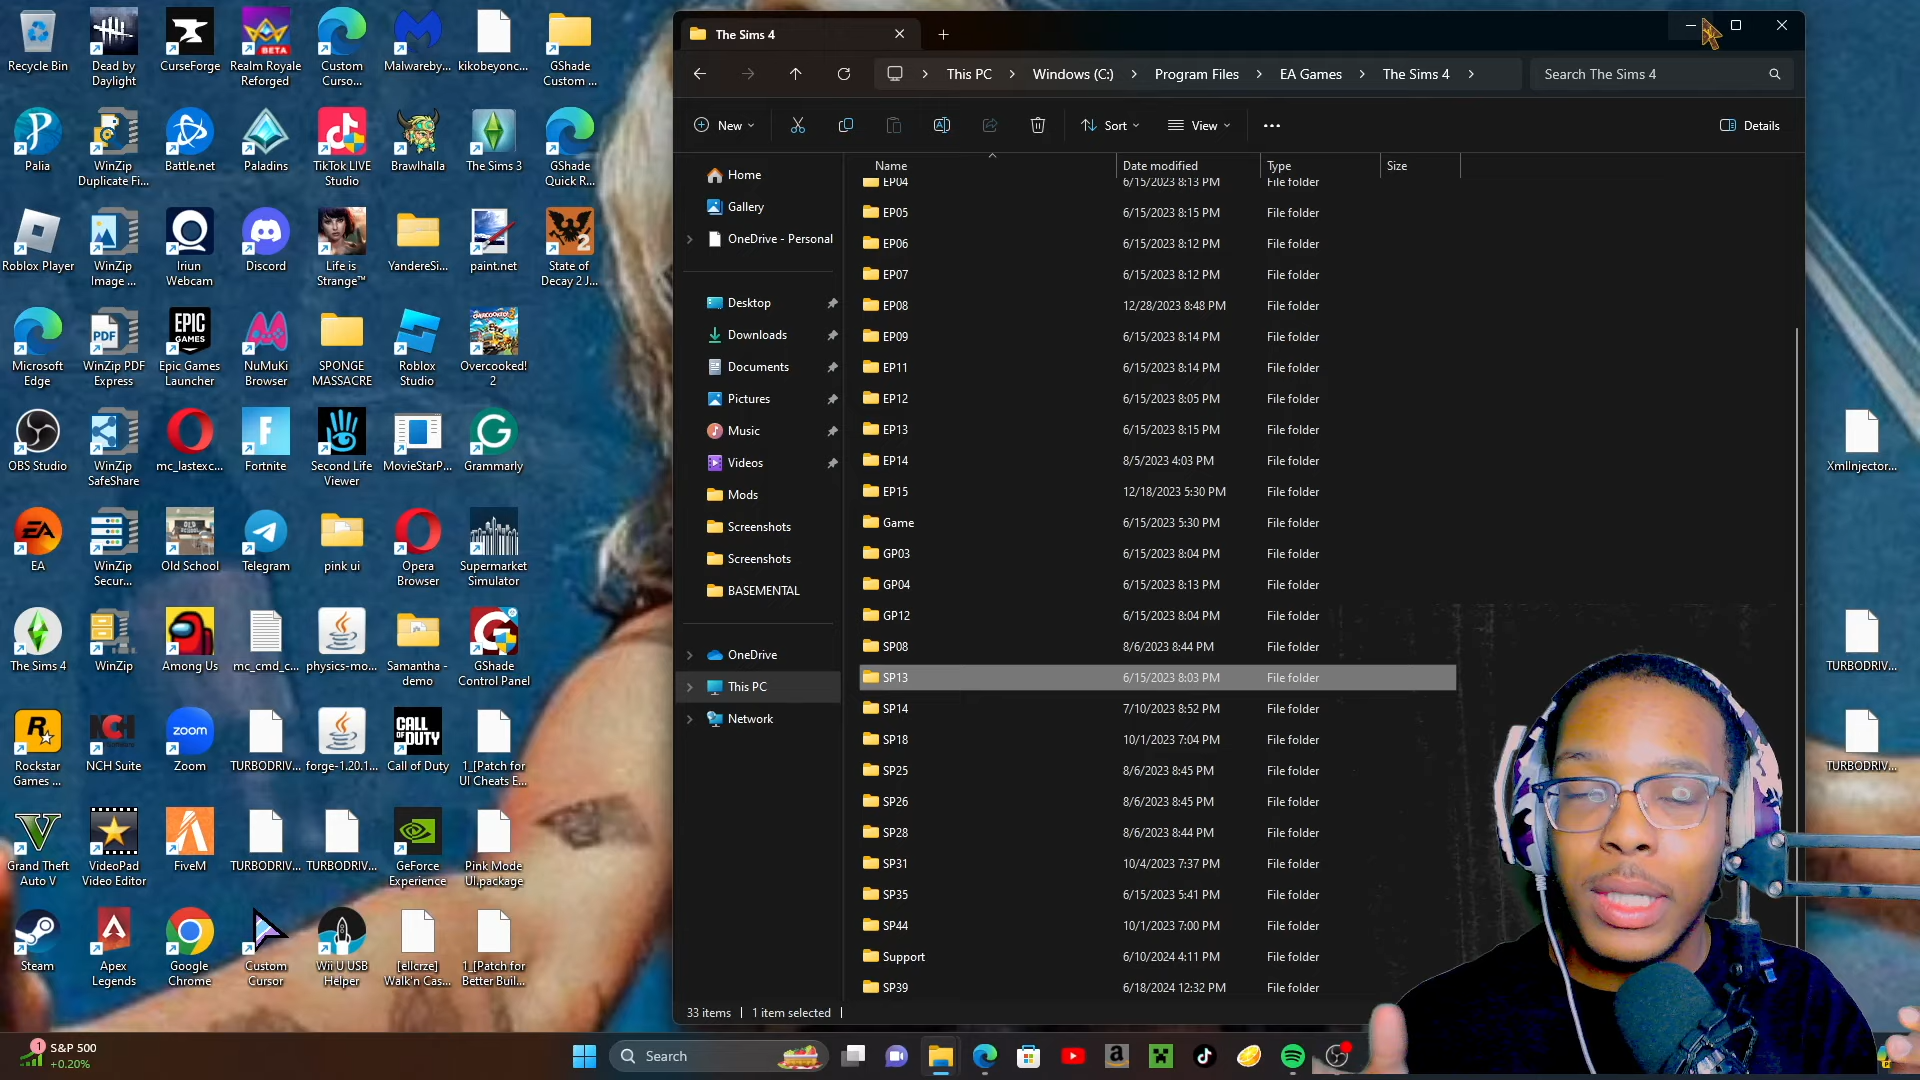 Recycle Bin
Dead by
Daylight
CurseForge
Realm Royale
Reforged
Custom
Curso...
Malwareby...
kikobeyonc...
GShade
Custom ...
Palia
WinZip
Duplicate Fi...
Battle.net
Paladins
TikTok LIVE
Studio
Brawlhalla
The Sims 3
GShade
Quick R...
Roblox Player
WinZip
Image ...
Iriun
Webcam
Discord
Life is
Strange™
YandereSi...
paint.net
State of
Decay 2 J...
Microsoft
Edge
WinZip PDF
Express
Epic Games
Launcher
NuMuKi
Browser
SPONGE
MASSACRE
Roblox
Studio
Overcooked!
2
OBS Studio
WinZip
SafeShare
mc_lastexc...
Fortnite
Second Life
Viewer
MovieStarP...
Grammarly
EA
WinZip
Secur...
Old School
Telegram
pink ui
Opera
Browser
Supermarket
Simulator
The Sims 4
WinZip
Among Us
mc_cmd_c...
physics-mo...
Samantha -
demo
GShade
Control Panel
Rockstar
Games ...
NCH Suite
Zoom
TURBODRIV...
forge-1.20.1...
Call of Duty
1_[Patch for
UI Cheats E...
Grand Theft
Auto V
VideoPad
Video Editor
FiveM
TURBODRIV...
TURBODRIV...
GeForce
Experience
Pink Mode
UI.package
Steam
Apex
Legends
Google
Chrome
Custom
Cursor
Wii U USB
Helper
[ellcrze]
Walk'n Cas...
1_[Patch for
Better Buil...
The Sims 4
This PC
Windows (C:)
Program Files
EA Games
The Sims 4
Search The Sims 4
New
Sort
View
Details
Home
Gallery
OneDrive - Personal
Desktop
Downloads
Documents
Pictures
Music
Videos
Mods
Screenshots
Screenshots
BASEMENTAL
OneDrive
This PC
Network
Name Date modified Type Size
EP04 6/15/2023 8:13 PM File folder
EP05 6/15/2023 8:15 PM File folder
EP06 6/15/2023 8:12 PM File folder
EP07 6/15/2023 8:12 PM File folder
EP08 12/28/2023 8:48 PM File folder
EP09 6/15/2023 8:14 PM File folder
EP11 6/15/2023 8:14 PM File folder
EP12 6/15/2023 8:05 PM File folder
EP13 6/15/2023 8:15 PM File folder
EP14 8/5/2023 4:03 PM File folder
EP15 12/18/2023 5:30 PM File folder
Game 6/15/2023 5:30 PM File folder
GP03 6/15/2023 8:04 PM File folder
GP04 6/15/2023 8:13 PM File folder
GP12 6/15/2023 8:04 PM File folder
SP08 8/6/2023 8:44 PM File folder
SP13 6/15/2023 8:03 PM File folder
SP14 7/10/2023 8:52 PM File folder
SP18 10/1/2023 7:04 PM File folder
SP25 8/6/2023 8:45 PM File folder
SP26 8/6/2023 8:45 PM File folder
SP28 8/6/2023 8:44 PM File folder
SP31 10/4/2023 7:37 PM File folder
SP35 6/15/2023 5:41 PM File folder
SP44 10/1/2023 7:00 PM File folder
Support 6/10/2024 4:11 PM File folder
SP39 6/18/2024 12:32 PM File folder
33 items
1 item selected
XmlInjector...
TURBODRIV...
TURBODRIV...
1
S&P 500
+0.20%
Search